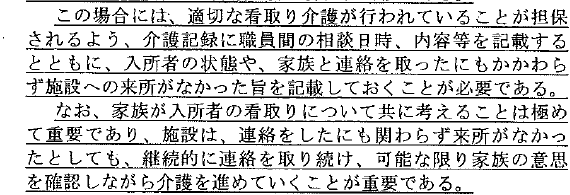 この場合には、適切な看取り介護が行われていることが担保
されるよう、介護記録に職員間の相談日時、内容等を記載する
とともに、入所者の状態や、家族と連絡を取ったにもかかわら
ず施設への来所がなかった旨を記載しておくことが必要である。
なお、家族が入所者の看取りについて共に考えることは極め
て重要であり、施設は、連絡をしたにも関わらず来所がなかっ
たとしても、継続的に連絡を取り続け、可能な限り家族の意思
を確認しながら介護を進めていくことが重要である。